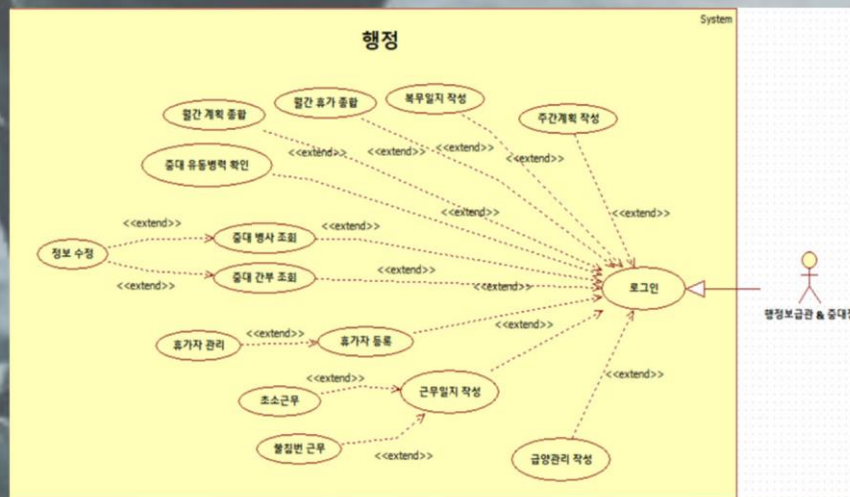 System
행정
월간 계획 종합
월간 휴가 종합
복무일지 작성
주간계획 작성
중대 유동병력 확인
<<extend>>
<<extend>>
<<extend>>
<<extend>>
<<extend>>
<<extend>>
정보 수정
<<extend>>
중대 병사 조회
<<extend>>
<<extend>>
중대 간부 조회
<<extend>>
<<extend>>
로그인
행정보급관 & 중대장
휴가자 관리
<<extend>>
휴가자 등록
<<extend>>
<<extend>>
초소근무
근무일지 작성
<<extend>>
불침번 근무
<<extend>>
급양관리 작성